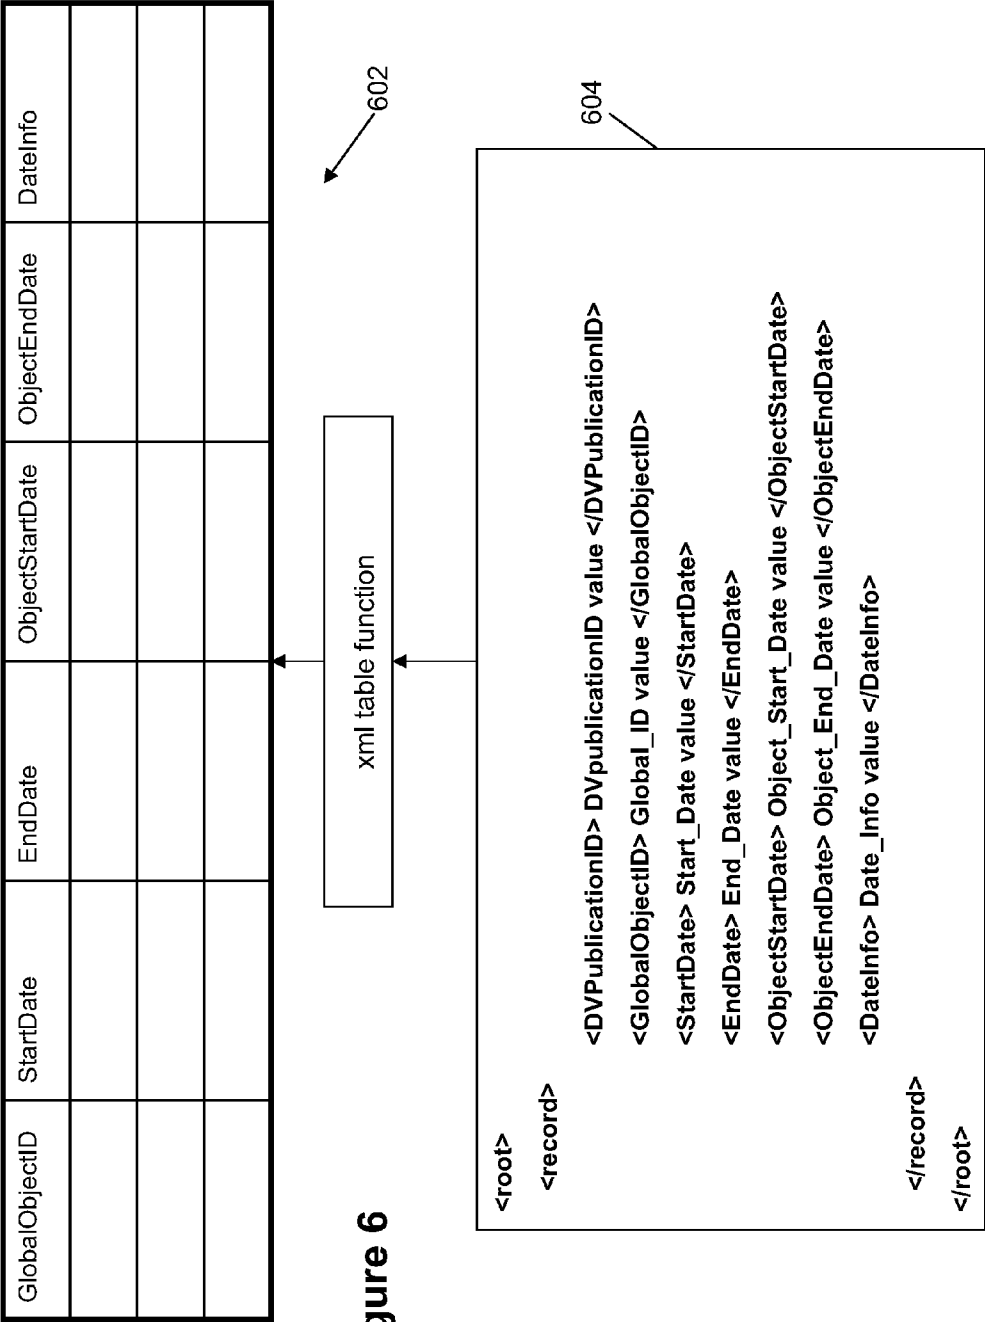 GlobalObjectID StartDate EndDate ObjectStartDate ObjectEndDate DateInfo
602
xml table function
gure 6
604
<root>
<record>
<DVPublicationID> DVpublicationID value </DVPublicationID>
<GlobalObjectID> Global_ID value </GlobalObjectID>
<StartDate> Start_Date value </StartDate>
<EndDate> End_Date value </EndDate>
<ObjectStartDate> Object_Start_Date value </ObjectStartDate>
<ObjectEndDate> Object_End_Date value </ObjectEndDate>
<DateInfo> Date_Info value </DateInfo>
</record>
</root>